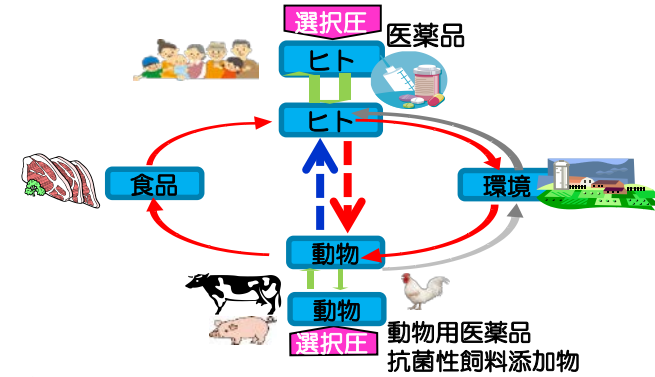 選択圧
医薬品
ヒト
ヒト
食品
環境
動物
動物
選択圧
動物用医薬品
抗菌性飼料添加物